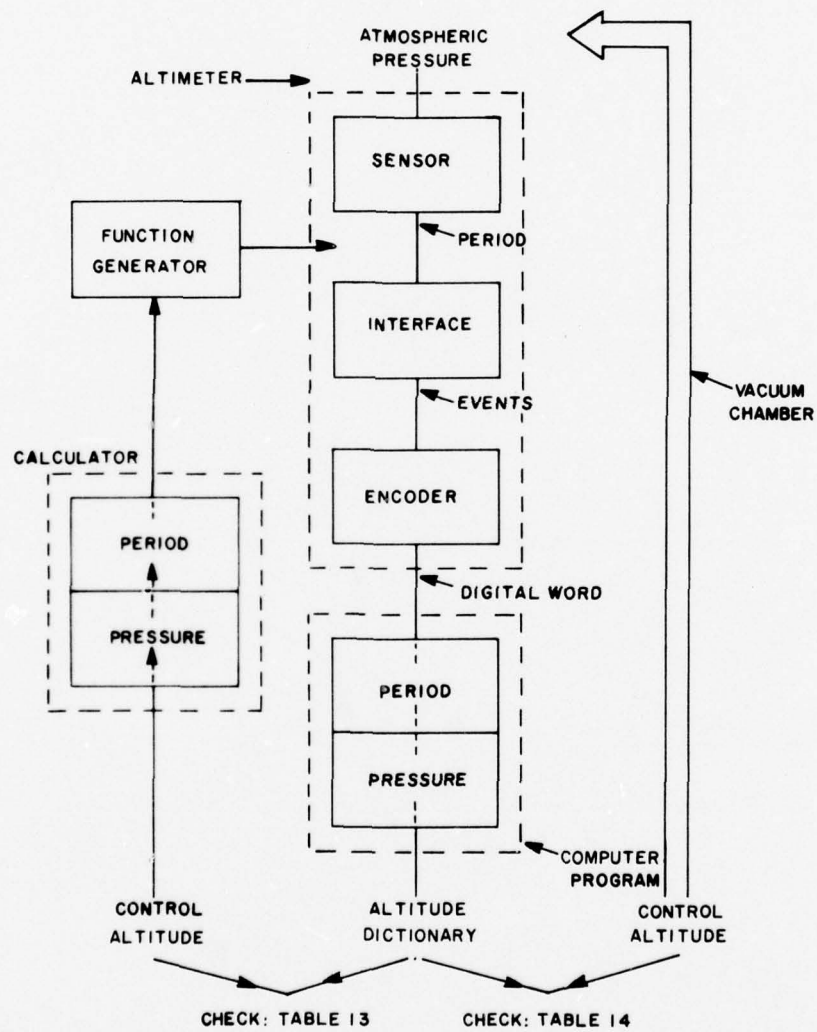 ATMOSPHERIC
PRESSURE
ALTIMETER
SENSOR
FUNCTION
GENERATOR
PERIOD
INTERFACE
VACUUM
CHAMBER
EVENTS
CALCULATOR
ENCODER
PERIOD
DIGITAL WORD
PRESSURE
PERIOD
PRESSURE
COMPUTER
PROGRAM
CONTROL
ALTITUDE
ALTITUDE
DICTIONARY
CONTROL
ALTITUDE
CHECK: TABLE 13
CHECK: TABLE 14